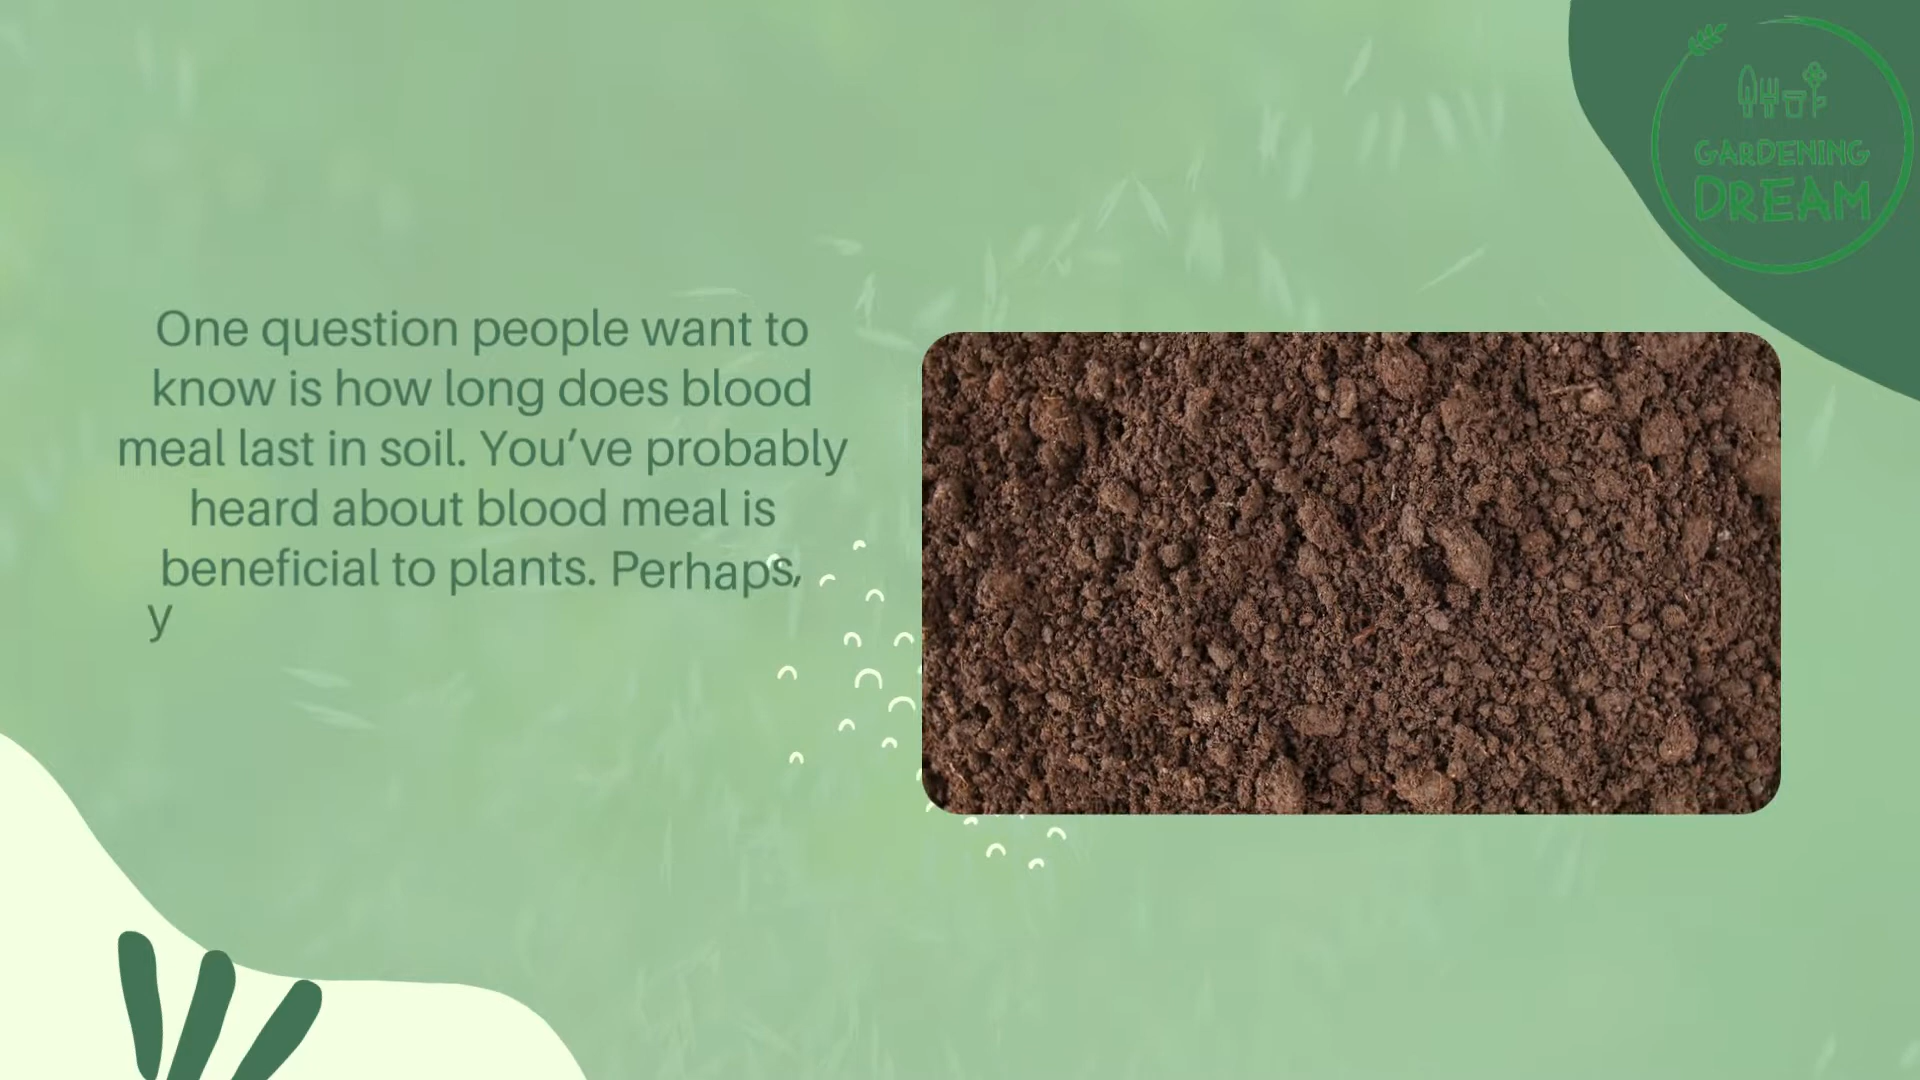 GARDENING
DREAM
One question people want to
know is how long does blood
meal last in soil. You’ve probably
heard about blood meal is
beneficial to plants. Perhaps,
y